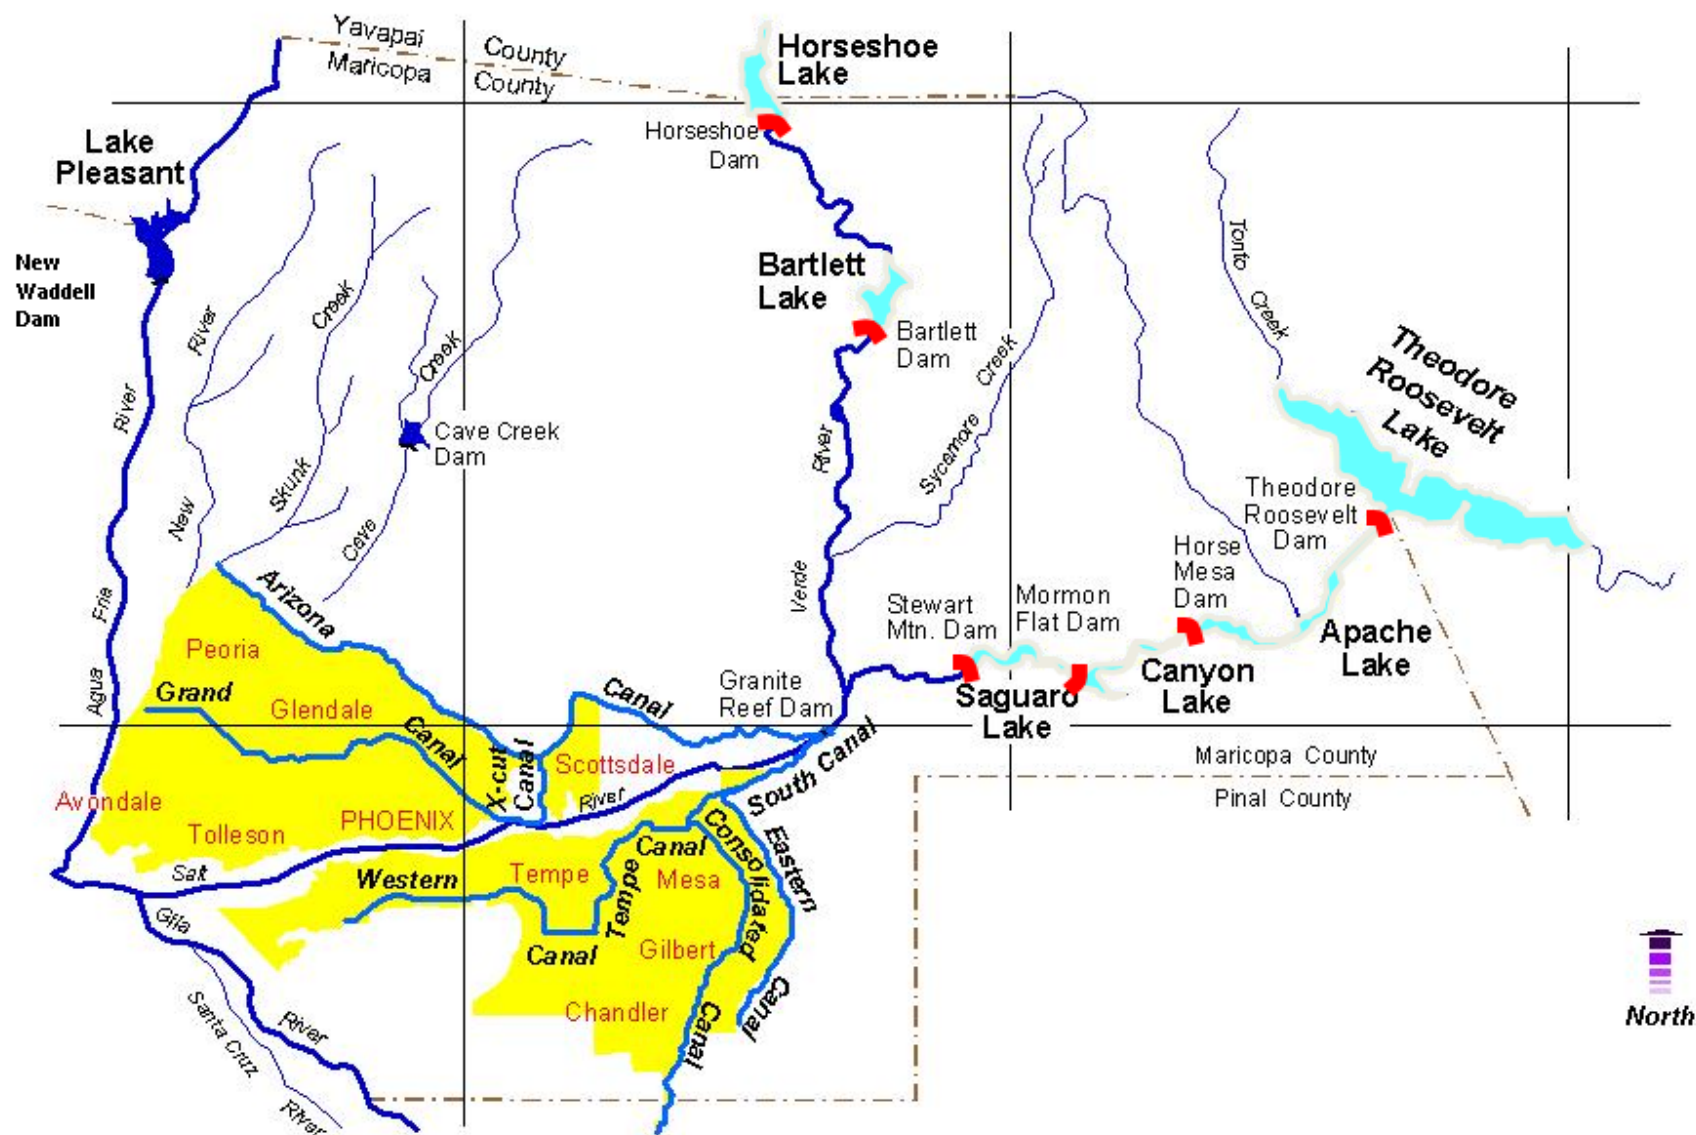 Yavapai County
Maricopa County
Horseshoe
Lake
Horseshoe
Dam
Lake
Pleasant
New
Waddell
Dam
Bartlett
Lake
Bartlett
Dam
Tonto Creek
Theodore
Roosevelt
Lake
River
New
Creek
Skunk
Creek
Cave
Cave Creek
Dam
River
Fria
Agua
River
Verde
Creek
Sycamore
Theodore
Roosevelt
Dam
Horse
Mesa
Dam
Mormon
Flat Dam
Stewart
Mtn. Dam
Apache
Lake
Canyon
Lake
Saguaro
Lake
Granite
Reef Dam
Arizona
Canal
Peoria
Grand
Canal
Glendale
X-cut
Canal
Scottsdale
River
South Canal
Maricopa County
Pinal County
Avondale
Tolleson
PHOENIX
Salt
Western
Canal
Tempe
Tempe
Canal
Mesa
Consolidated
Canal
Eastern
Canal
Gilbert
Chandler
Gila
River
Santa Cruz
River
North